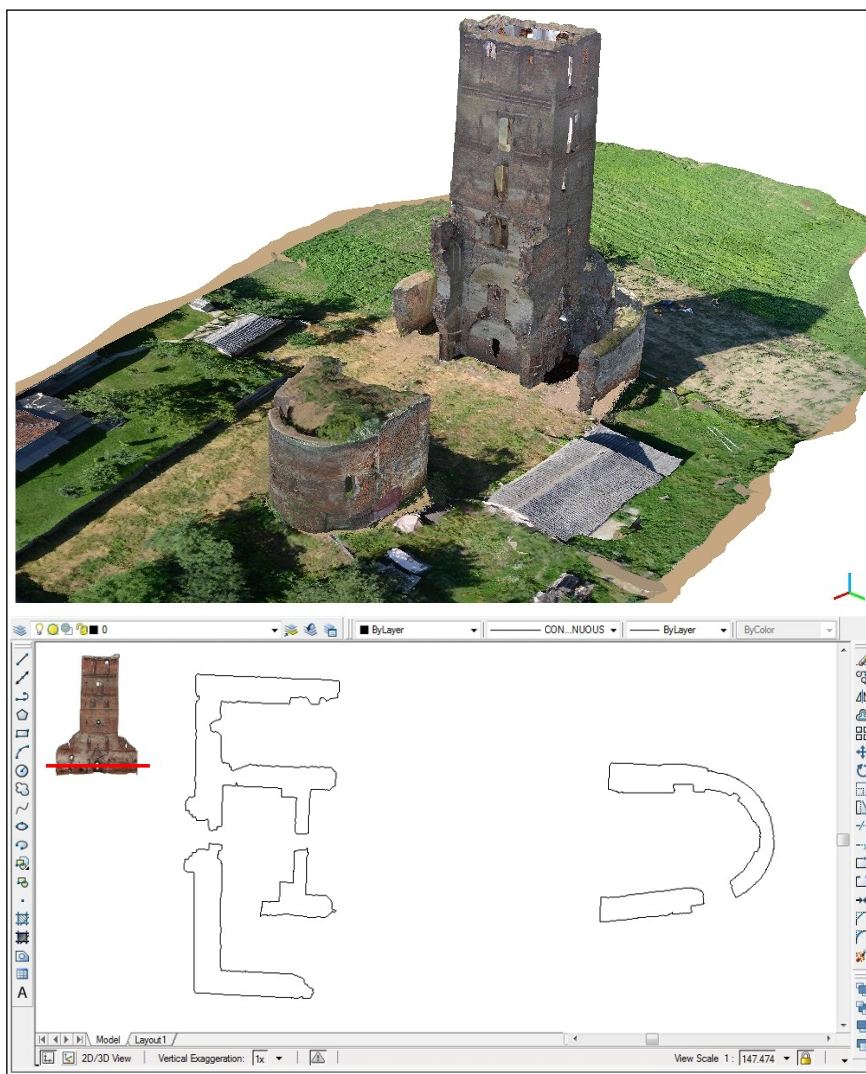 0 ByLayer CON...NUOUS ByLayer ByColor
A
Model Layout1
2D/3D View Vertical Exaggeration: 1x View Scale 1 : 147.474